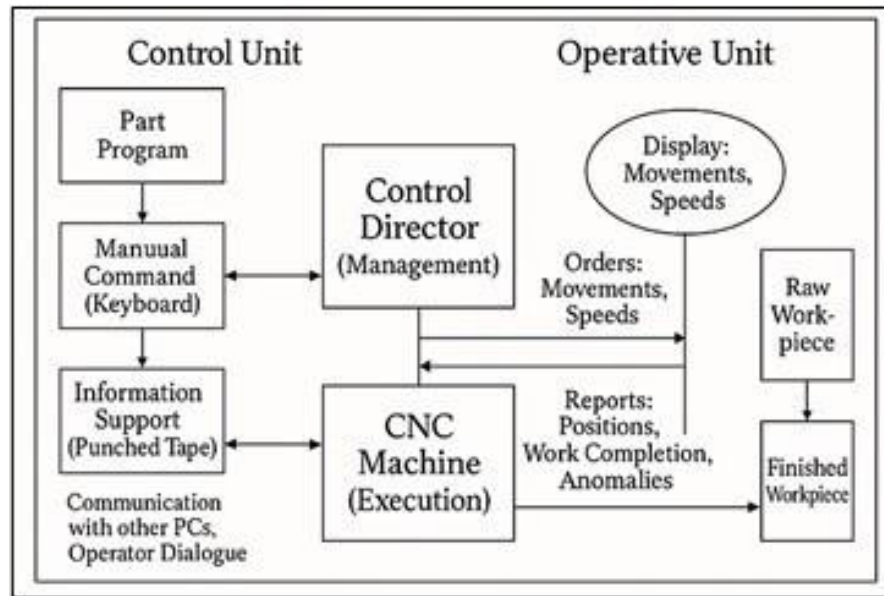 Control Unit
Operative Unit
Part
Program
Manuual
Command
(Keyboard)
Information
Support
(Punched Tape)
Communication
with other PCs,
Operator Dialogue
Control
Director
(Management)
CNC
Machine
(Execution)
Display:
Movements,
Speeds
Orders:
Movements,
Speeds
Reports:
Positions,
Work Completion,
Anomalies
Raw
Work-
piece
Finished
Workpiece